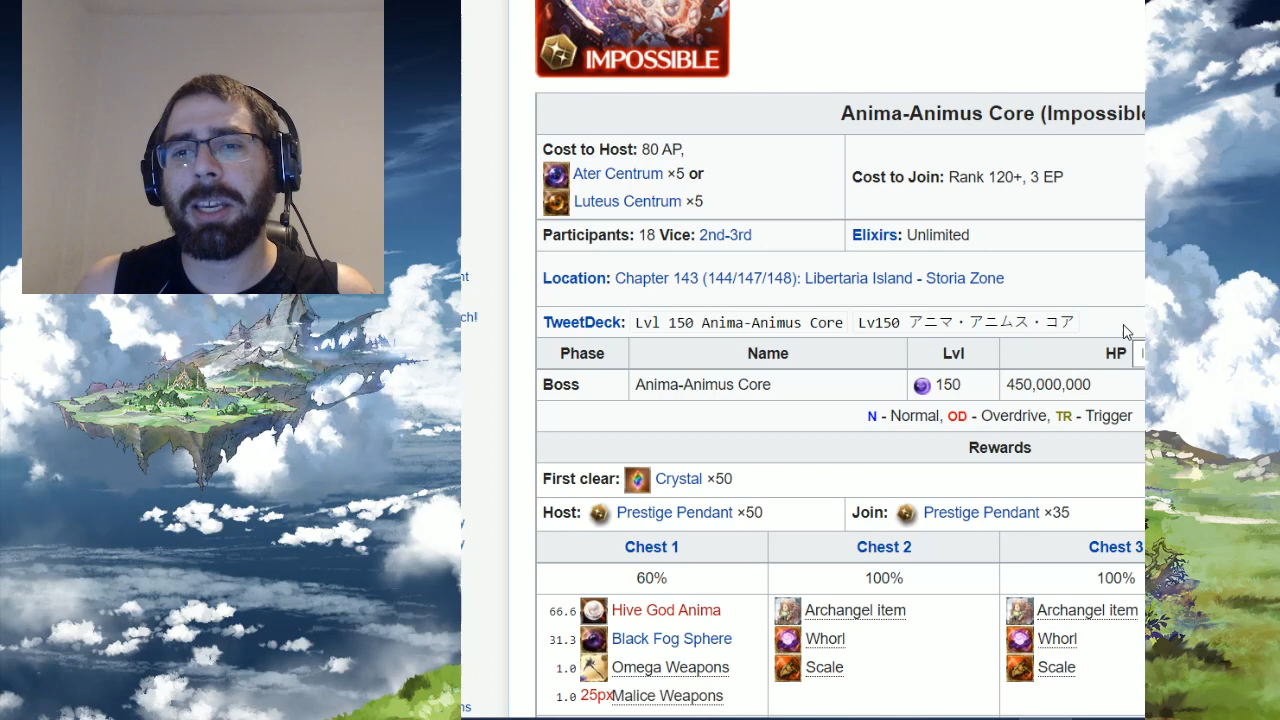 IMPOSSIBLE
Anima-Animus Core (Impossible
Cost to Host: 80 AP,
Ater Centrum ×5 or
Luteus Centrum ×5
Cost to Join: Rank 120+, 3 EP
Participants: 18 Vice: 2nd-3rd
Elixirs: Unlimited
Location: Chapter 143 (144/147/148): Libertaria Island - Storia Zone
TweetDeck: Lvl 150 Anima-Animus Core Lv150 アニマ・アニムス・コア
Phase Name Lvl HP
Boss Anima-Animus Core 150 450,000,000
N - Normal, OD - Overdrive, TR - Trigger
Rewards
First clear: Crystal ×50
Host: Prestige Pendant ×50 Join: Prestige Pendant ×35
Chest 1 Chest 2 Chest 3
60% 100% 100%
66.6 Hive God Anima Archangel item Archangel item
31.3 Black Fog Sphere Whorl Whorl
1.0 Omega Weapons Scale Scale
1.0 25px Malice Weapons